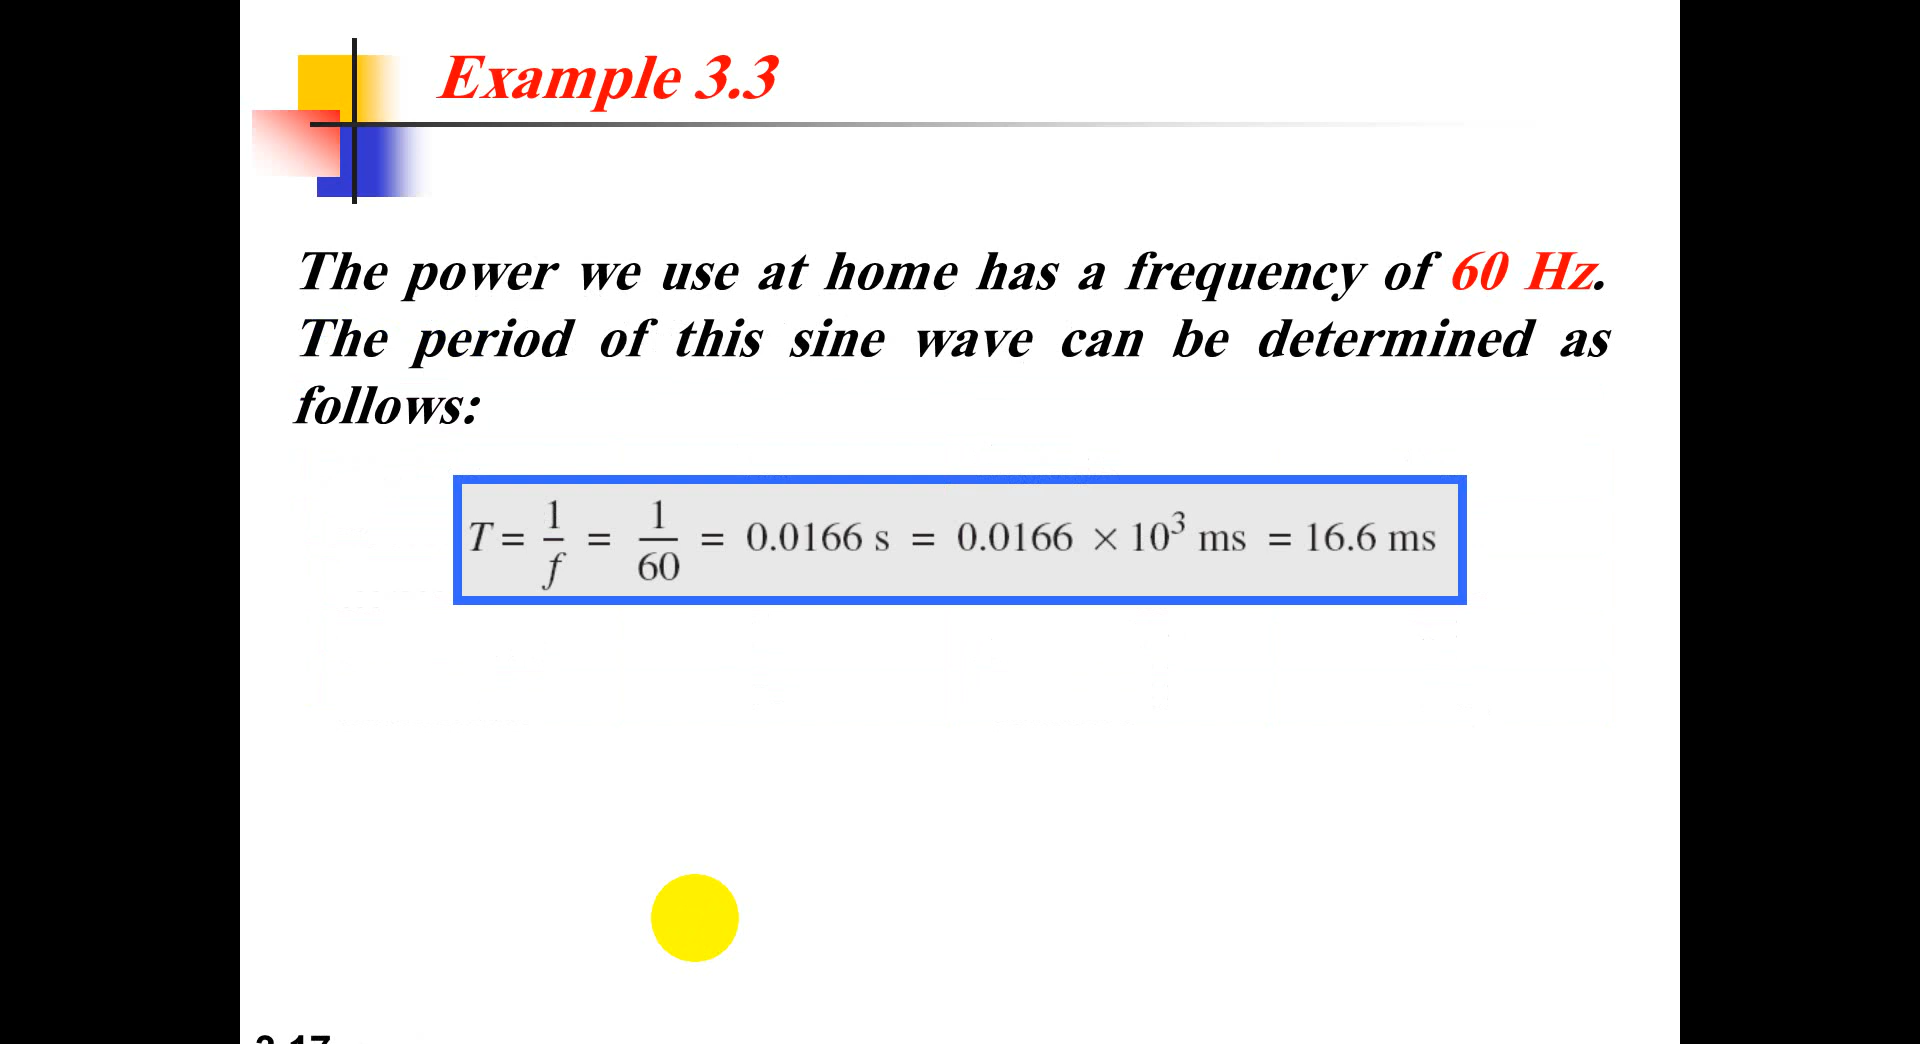 Example 3.3
The power we use at home has a frequency of 60 Hz.
The period of this sine wave can be determined as
follows:
T = 1/f = 1/60 = 0.0166 s = 0.0166 × 10³ ms = 16.6 ms